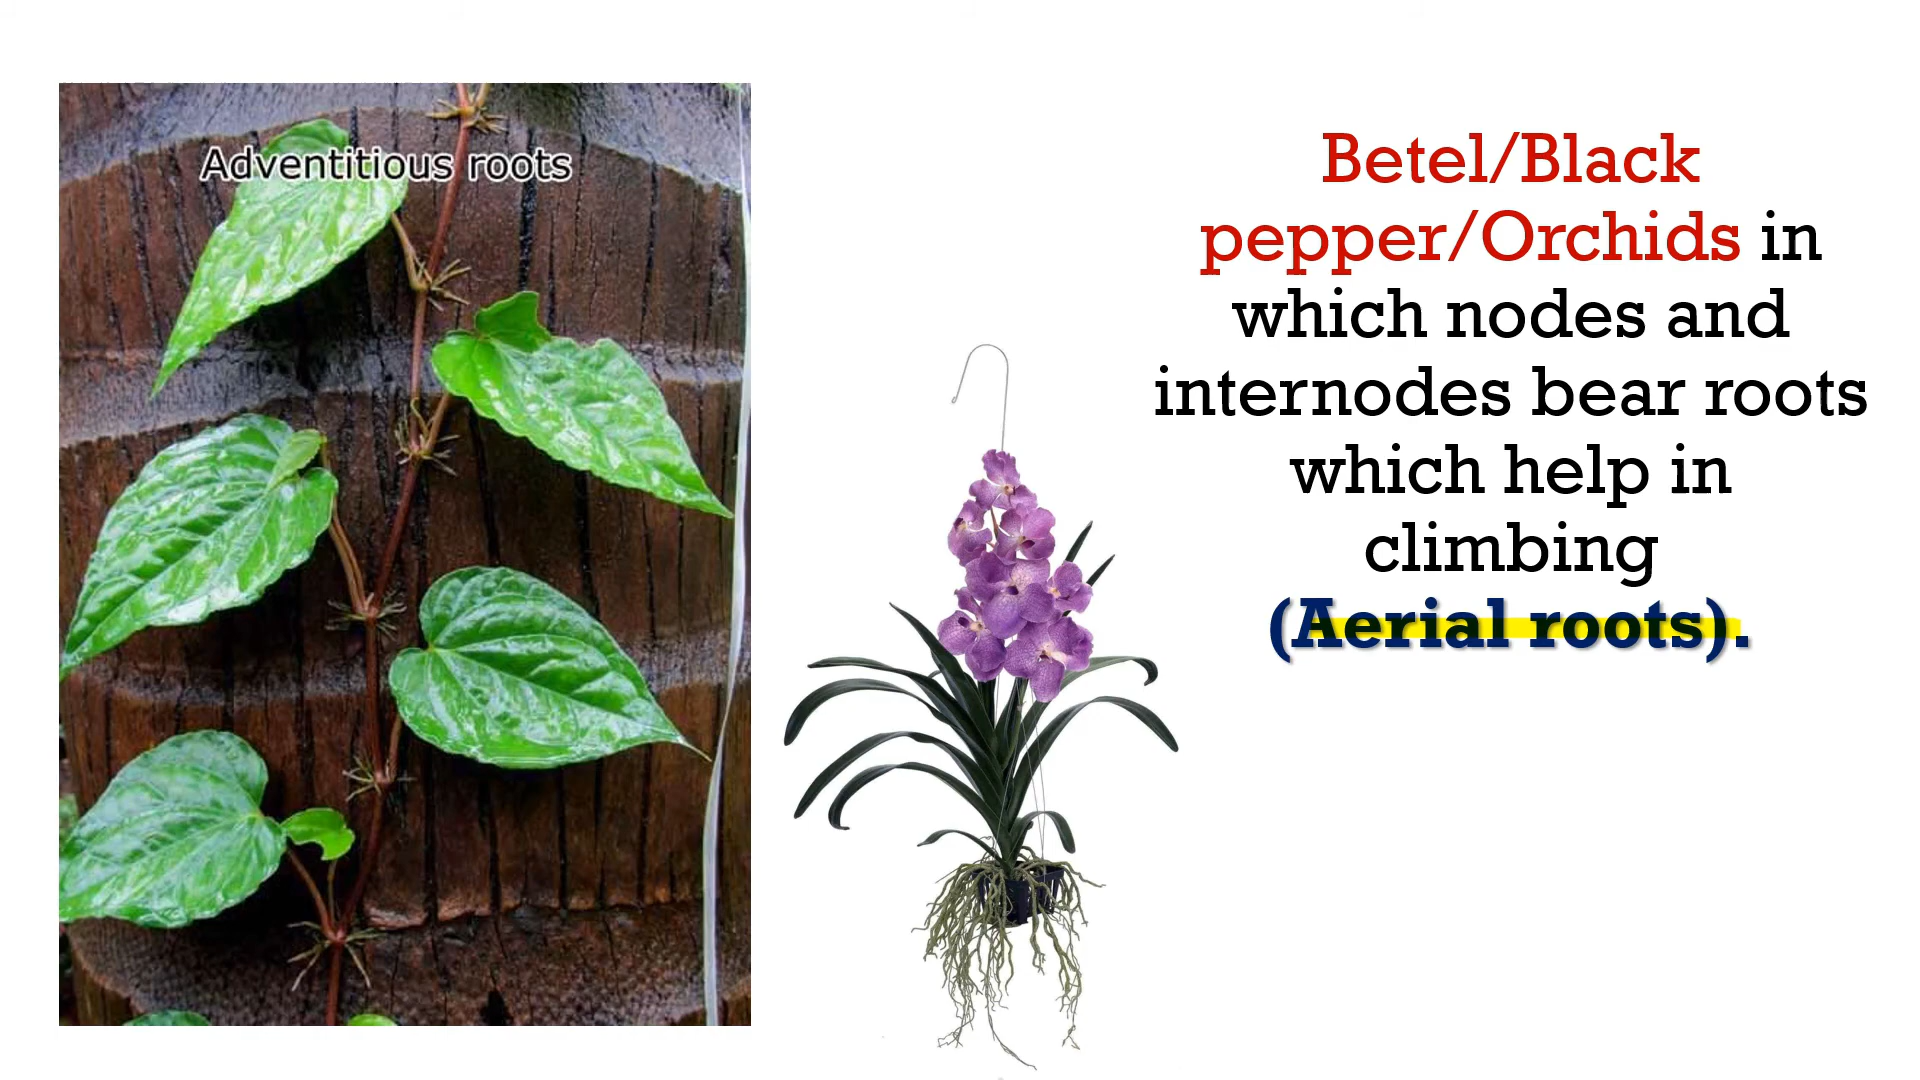 Adventitious roots
Betel/Black
pepper/Orchids in
which nodes and
internodes bear roots
which help in
climbing
(Aerial roots).